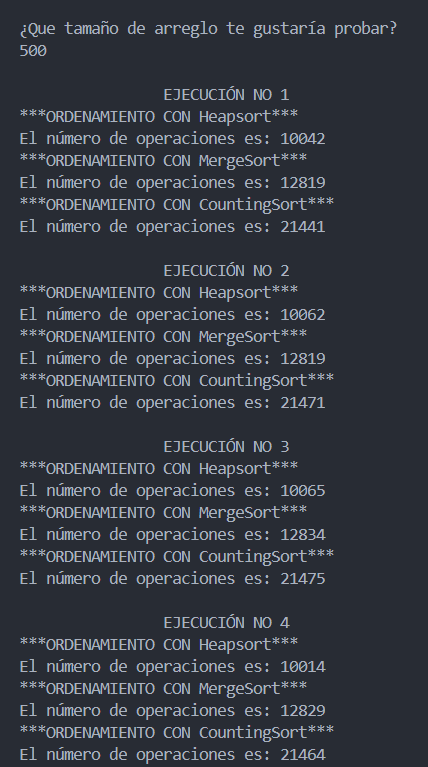 ¿Que tamaño de arreglo te gustaría probar?
500
EJECUCIÓN NO 1
***ORDENAMIENTO CON Heapsort***
El número de operaciones es: 10042
***ORDENAMIENTO CON MergeSort***
El número de operaciones es: 12819
***ORDENAMIENTO CON CountingSort***
El número de operaciones es: 21441
EJECUCIÓN NO 2
***ORDENAMIENTO CON Heapsort***
El número de operaciones es: 10062
***ORDENAMIENTO CON MergeSort***
El número de operaciones es: 12819
***ORDENAMIENTO CON CountingSort***
El número de operaciones es: 21471
EJECUCIÓN NO 3
***ORDENAMIENTO CON Heapsort***
El número de operaciones es: 10065
***ORDENAMIENTO CON MergeSort***
El número de operaciones es: 12834
***ORDENAMIENTO CON CountingSort***
El número de operaciones es: 21475
EJECUCIÓN NO 4
***ORDENAMIENTO CON Heapsort***
El número de operaciones es: 10014
***ORDENAMIENTO CON MergeSort***
El número de operaciones es: 12829
***ORDENAMIENTO CON CountingSort***
El número de operaciones es: 21464